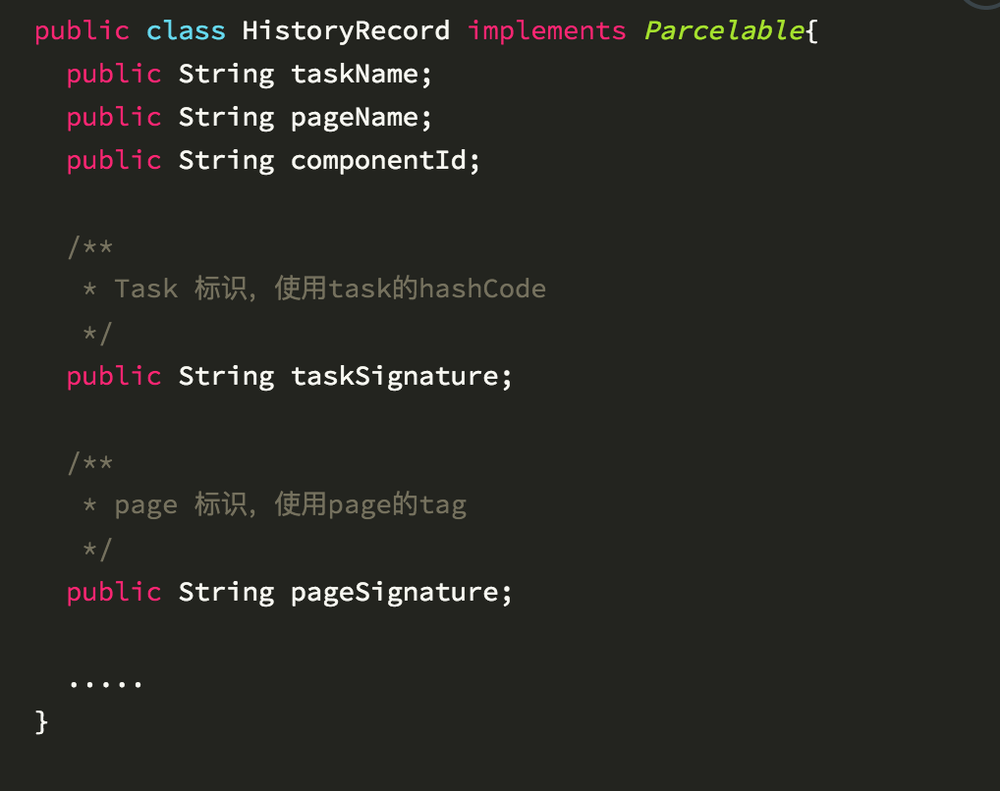 public class HistoryRecord implements Parcelable{
public String taskName;
public String pageName;
public String componentId;
/**
* Task 标识，使用task的hashCode
*/
public String taskSignature;
/**
* page 标识，使用page的tag
*/
public String pageSignature;
.....
}